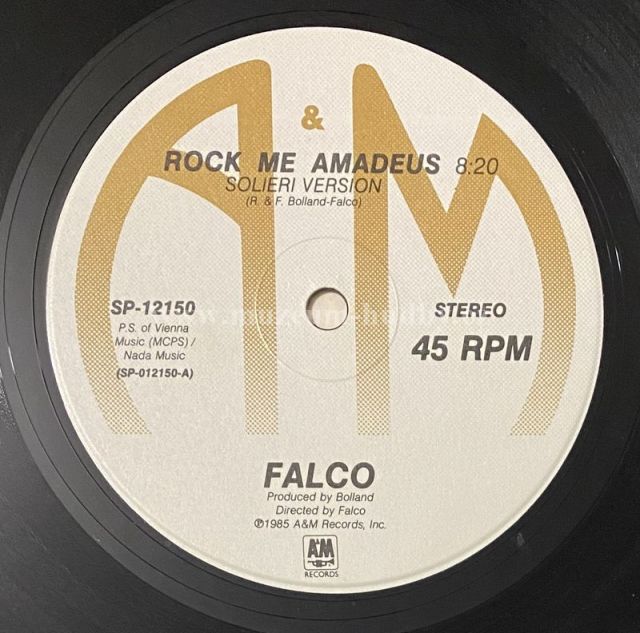 A & M
ROCK ME AMADEUS 8:20
SOLIERI VERSION
(R. & F. Bolland-Falco)
SP-12150
P.S. of Vienna
Music (MCPS) /
Nada Music
(SP-012150-A)
STEREO
45 RPM
FALCO
Produced by Bolland
Directed by Falco
℗1985 A&M Records, Inc.
A&M
RECORDS